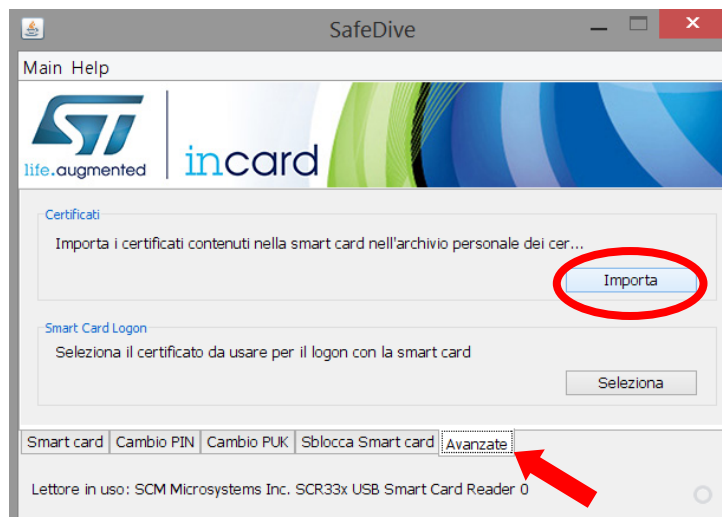 SafeDive
Main Help
ST
life.augmented
incard
Certificati
Importa i certificati contenuti nella smart card nell'archivio personale dei cer...
Importa
Smart Card Logon
Seleziona il certificato da usare per il logon con la smart card
Seleziona
Smart card Cambio PIN Cambio PUK Sblocca Smart card Avanzate
Lettore in uso: SCM Microsystems Inc. SCR33x USB Smart Card Reader 0